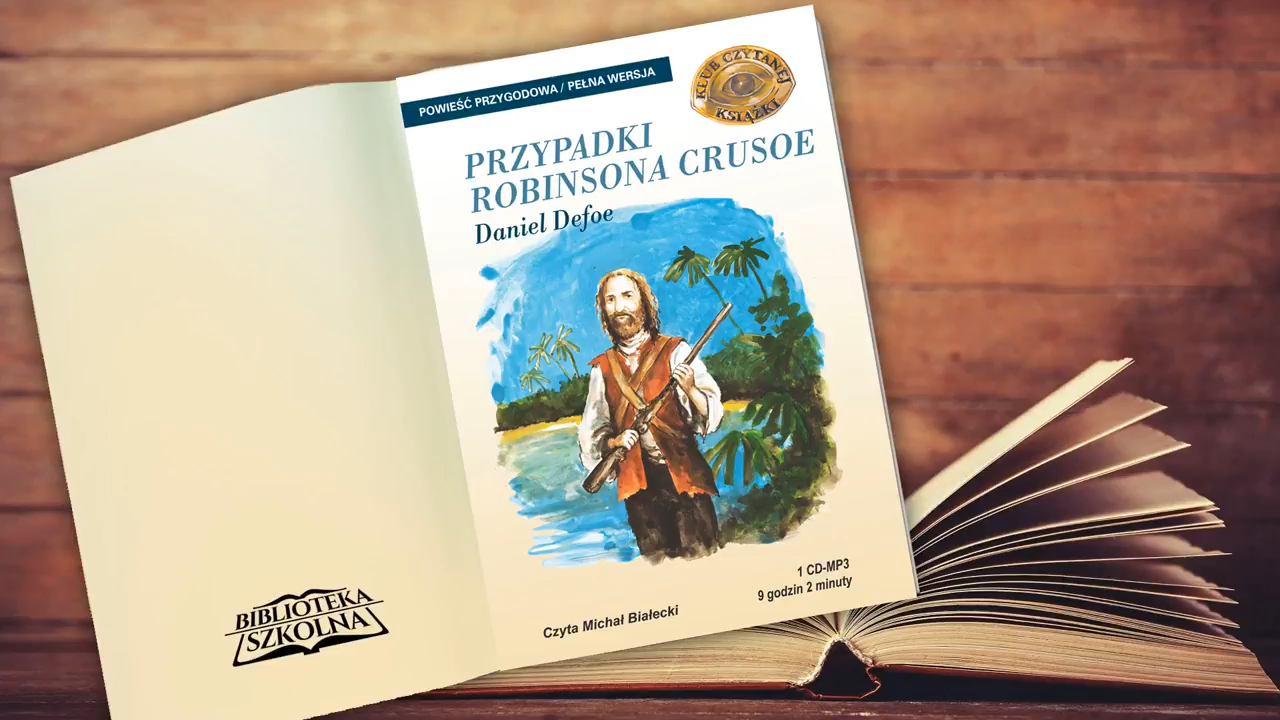 POWIEŚĆ PRZYGODOWA / PEŁNA WERSJA
KLUB CZYTANEJ
KSIĄŻKI
PRZYPADKI
ROBINSONA CRUSOE
Daniel Defoe
1 CD-MP3
9 godzin 2 minuty
Czyta Michał Białecki
BIBLIOTEKA
SZKOLNA